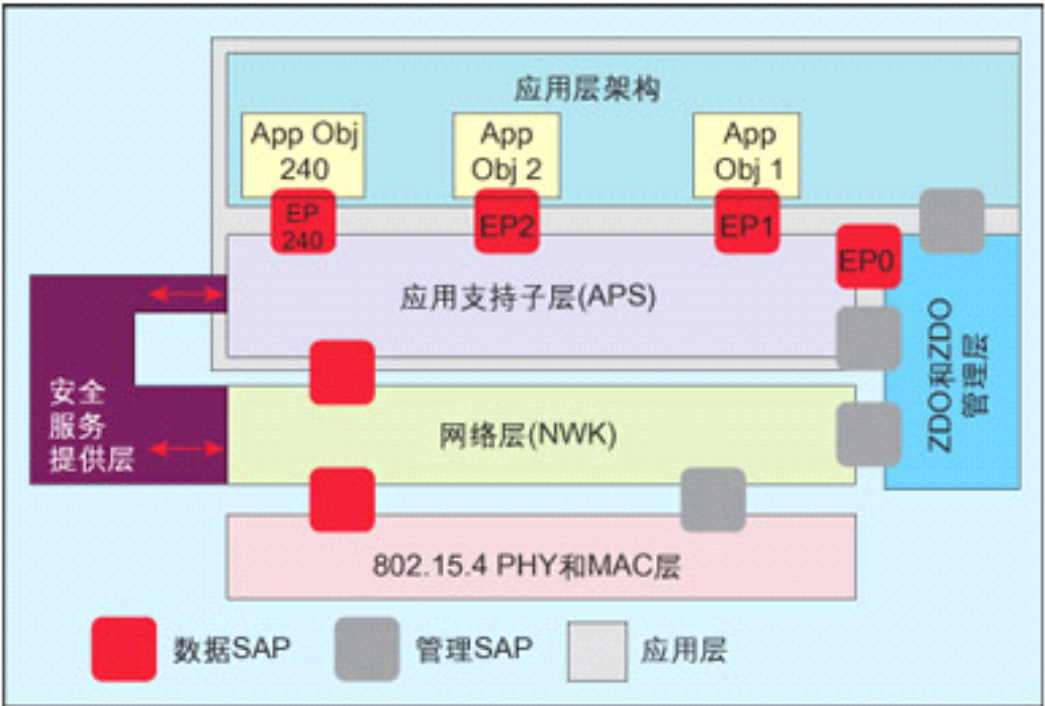 应用层架构
App Obj
240
App
Obj 2
App
Obj 1
EP
240
EP2
EP1
EP0
应用支持子层(APS)
ZDO和ZDO
管理层
安全
服务
提供层
网络层(NWK)
802.15.4 PHY和MAC层
数据SAP
管理SAP
应用层